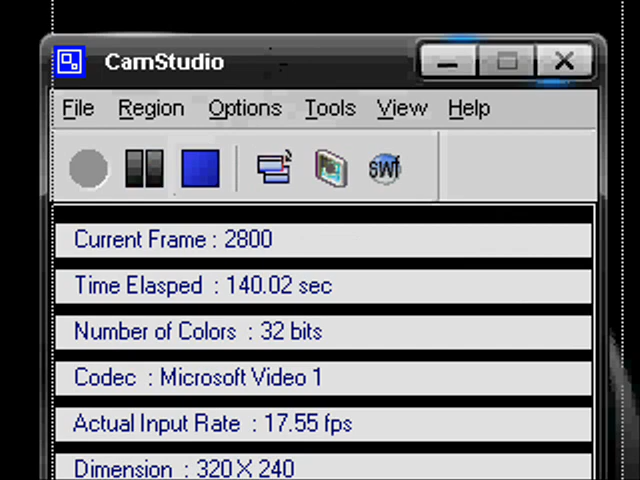 CamStudio
File Region Options Tools View Help
SWf
Current Frame : 2800
Time Elasped : 140.02 sec
Number of Colors : 32 bits
Codec : Microsoft Video 1
Actual Input Rate : 17.55 fps
Dimension : 320 X 240